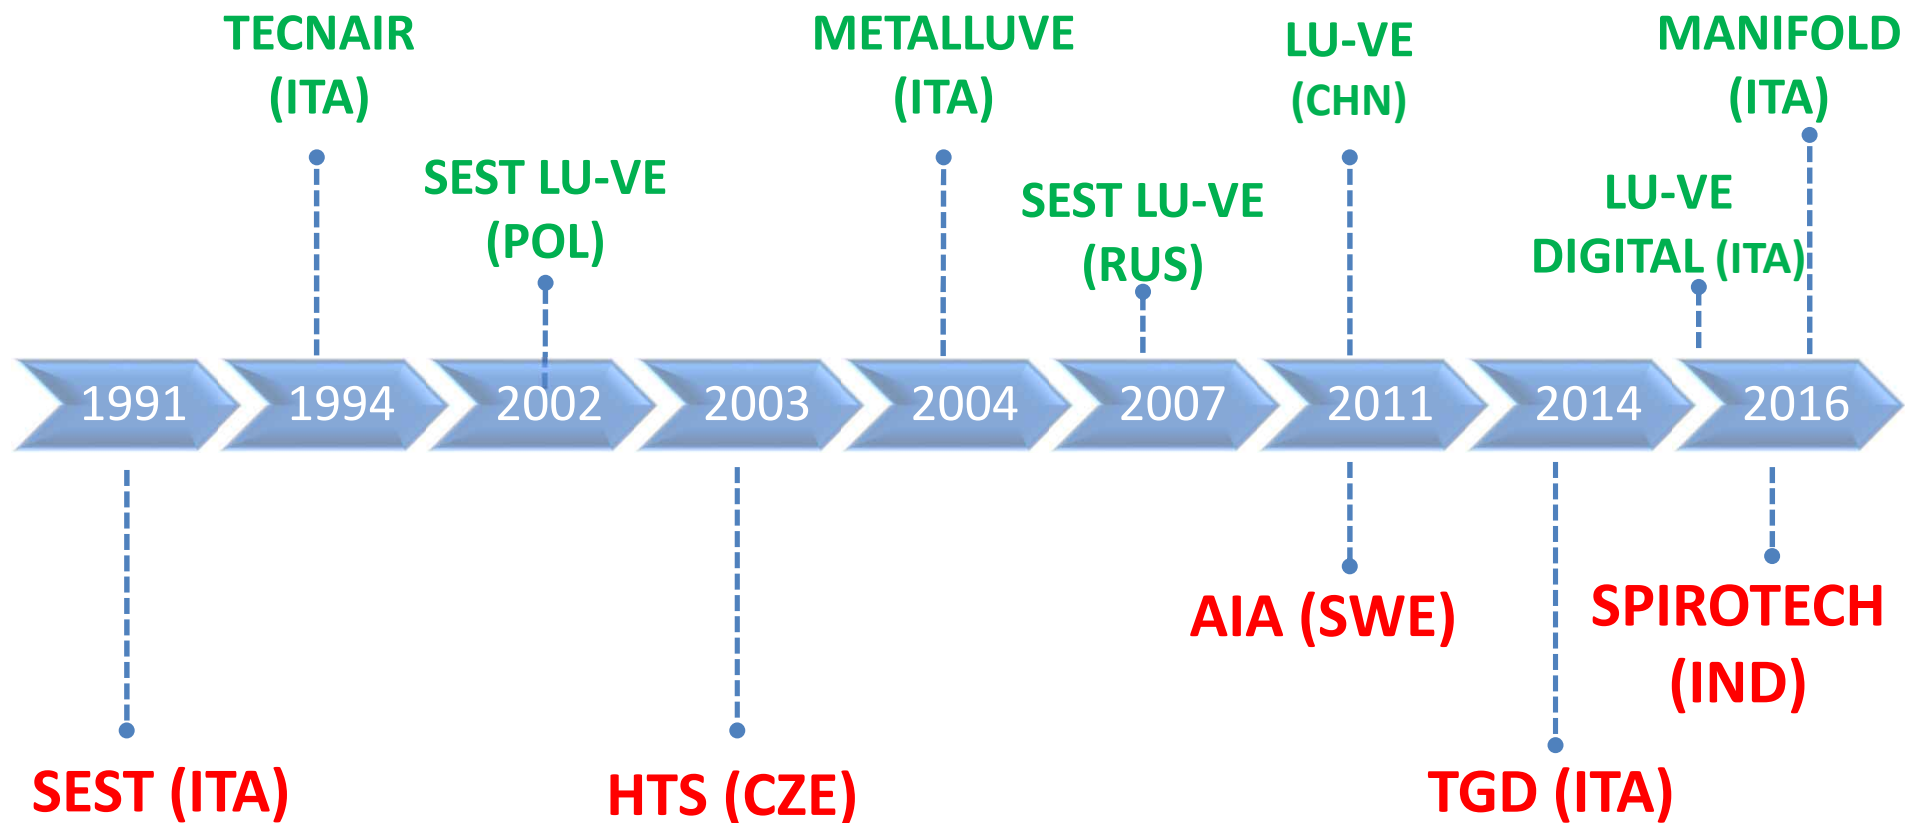 TECNAIR
(ITA)
SEST LU-VE
(POL)
METALLUVE
(ITA)
SEST LU-VE
(RUS)
LU-VE
(CHN)
LU-VE
DIGITAL (ITA)
MANIFOLD
(ITA)
1991
1994
2002
2003
2004
2007
2011
2014
2016
SEST (ITA)
HTS (CZE)
AIA (SWE)
TGD (ITA)
SPIROTECH
(IND)